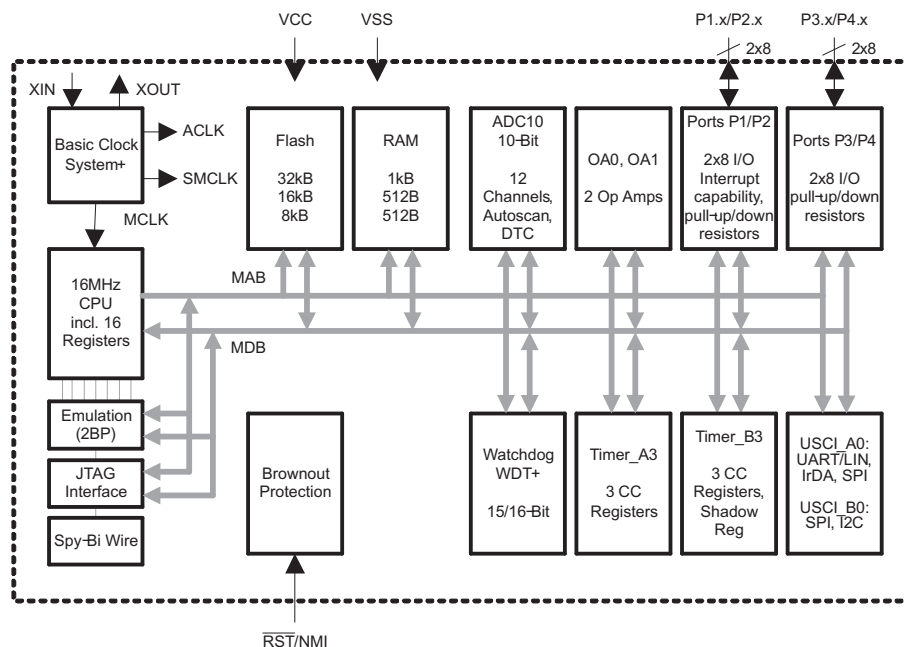 VCC
VSS
P1.x/P2.x
2x8
P3.x/P4.x
2x8
XIN
XOUT
Basic Clock
System+
ACLK
SMCLK
MCLK
Flash
32kB
16kB
8kB
RAM
1kB
512B
512B
ADC10
10-Bit
12
Channels,
Autoscan,
DTC
OA0, OA1
2 Op Amps
Ports P1/P2
2x8 I/O
Interrupt
capability,
pull-up/down
resistors
Ports P3/P4
2x8 I/O
pull-up/down
resistors
16MHz
CPU
incl. 16
Registers
MAB
MDB
Emulation
(2BP)
JTAG
Interface
Spy-Bi Wire
Brownout
Protection
Watchdog
WDT+
15/16-Bit
Timer_A3
3 CC
Registers
Timer_B3
3 CC
Registers,
Shadow
Reg
USCI_A0:
UART/LIN,
IrDA, SPI
USCI_B0:
SPI, I2C
RST/NMI